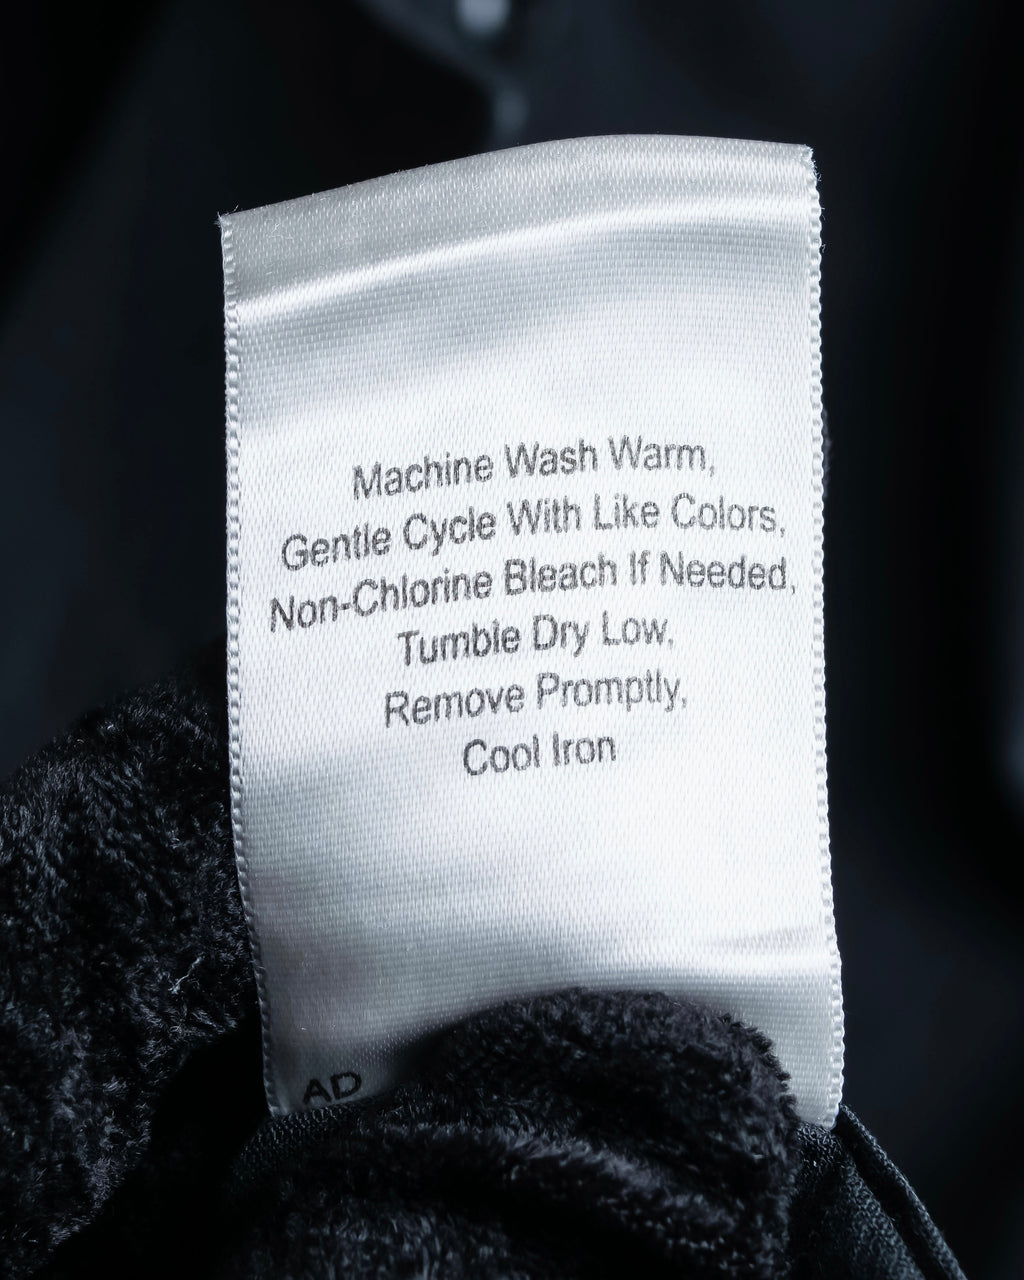 Machine Wash Warm,
Gentle Cycle With Like Colors,
Non-Chlorine Bleach If Needed,
Tumble Dry Low,
Remove Promptly,
Cool Iron
AD